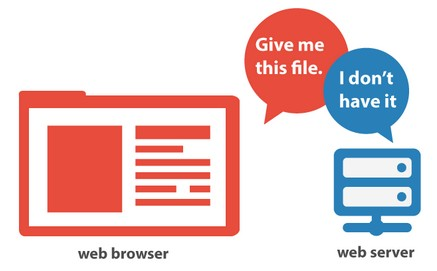 Give me
this file.
I don't
have it
web browser
web server